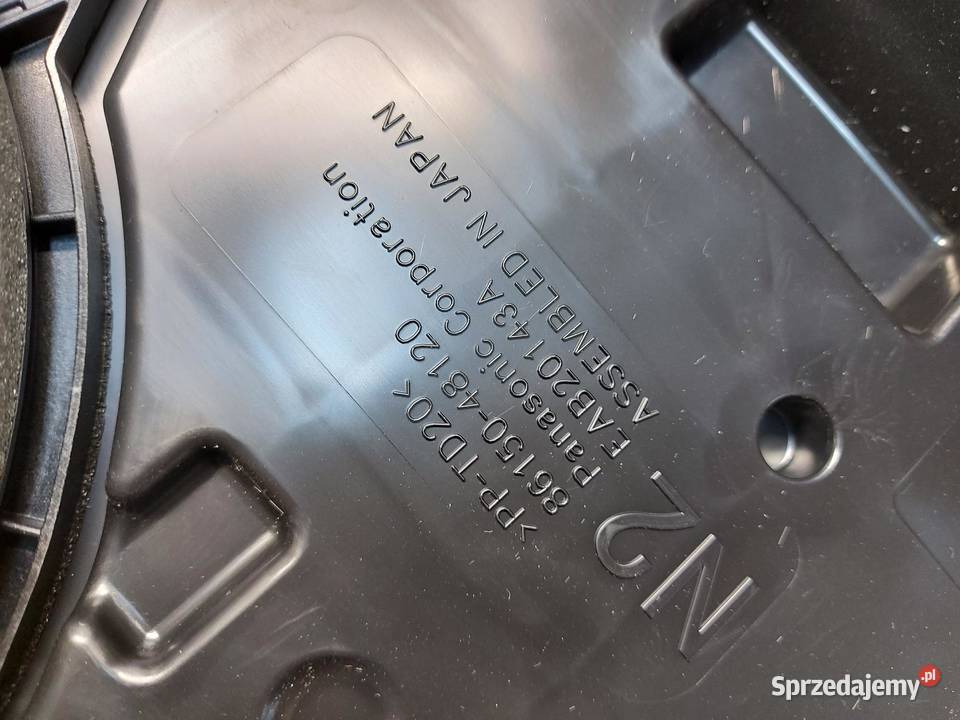 >PP-TD20<
86150-48120
Panasonic Corporation
EAB20143A
ASSEMBLED IN JAPAN
N2
Sprzedajemy.pl